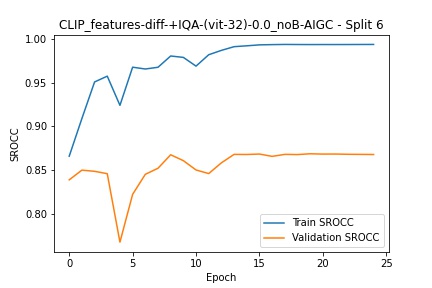 CLIP_features-diff-+IQA-(vit-32)-0.0_noB-AIGC - Split 6
1.00
0.95
0.90
0.85
0.80
SROCC
Train SROCC
Validation SROCC
0 5 10 15 20 25
Epoch